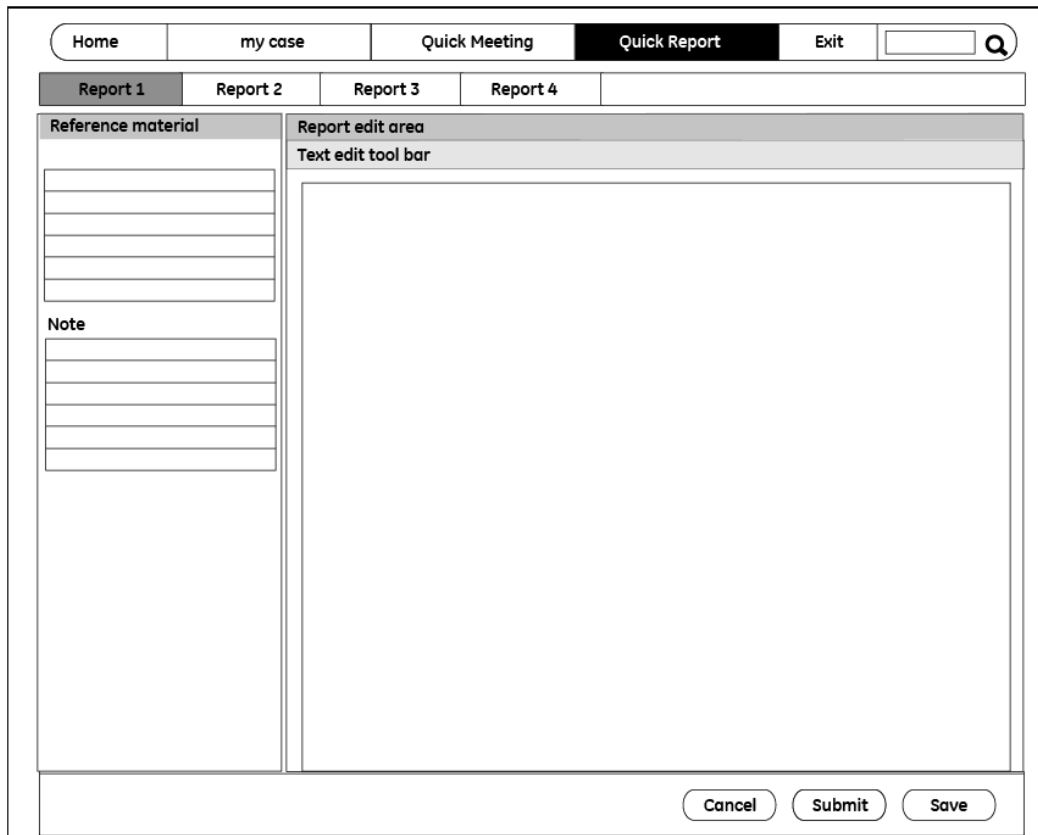 Home my case Quick Meeting Quick Report Exit
Report 1 Report 2 Report 3 Report 4
Reference material
Note
Report edit area
Text edit tool bar
Cancel Submit Save